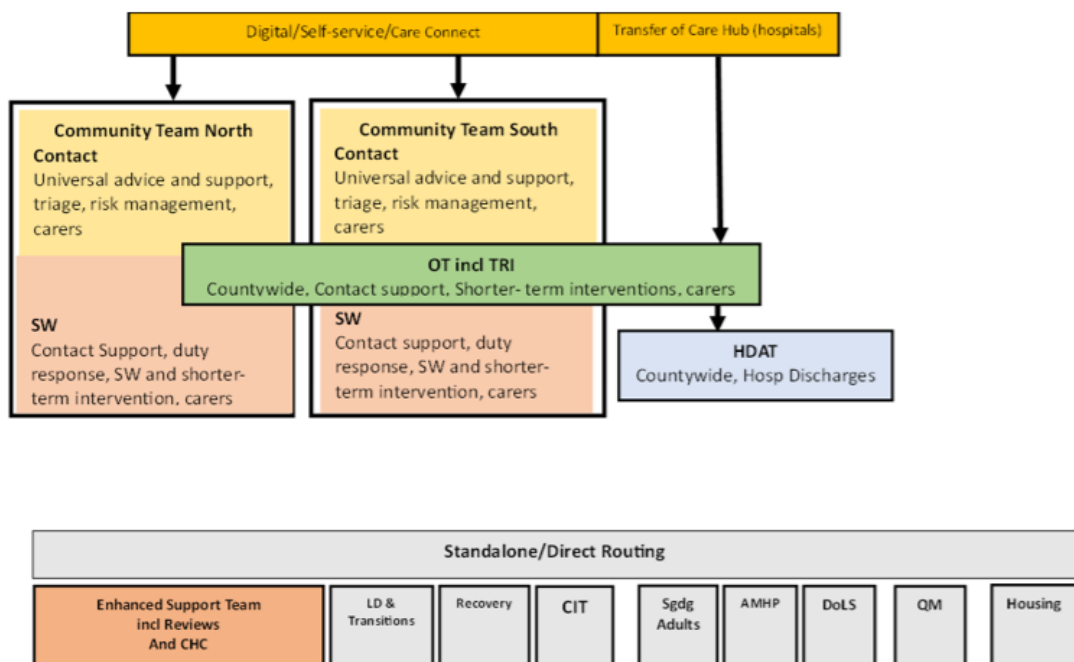 Digital/Self-service/Care Connect
Transfer of Care Hub (hospitals)
Community Team North
Contact
Universal advice and support,
triage, risk management,
carers
Community Team South
Contact
Universal advice and support,
triage, risk management,
carers
OT incl TRI
Countywide, Contact support, Shorter- term interventions, carers
SW
Contact Support, duty
response, SW and shorter-
term intervention, carers
SW
Contact support, duty
response, SW and shorter-
term intervention, carers
HDAT
Countywide, Hosp Discharges
Standalone/Direct Routing
Enhanced Support Team
incl Reviews
And CHC
LD &
Transitions
Recovery
CIT
Sgdg
Adults
AMHP
DoLS
QM
Housing